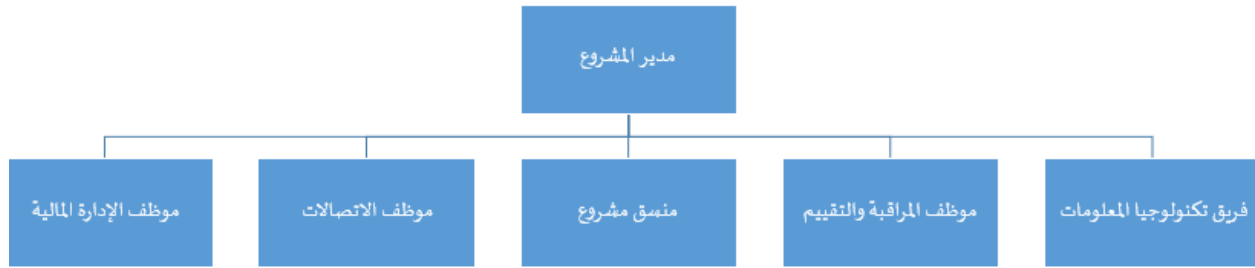 مدير المشروع
فريق تكنولوجيا المعلومات
موظف المراقبة والتقييم
منسق مشروع
موظف الاتصالات
موظف الإدارة المالية